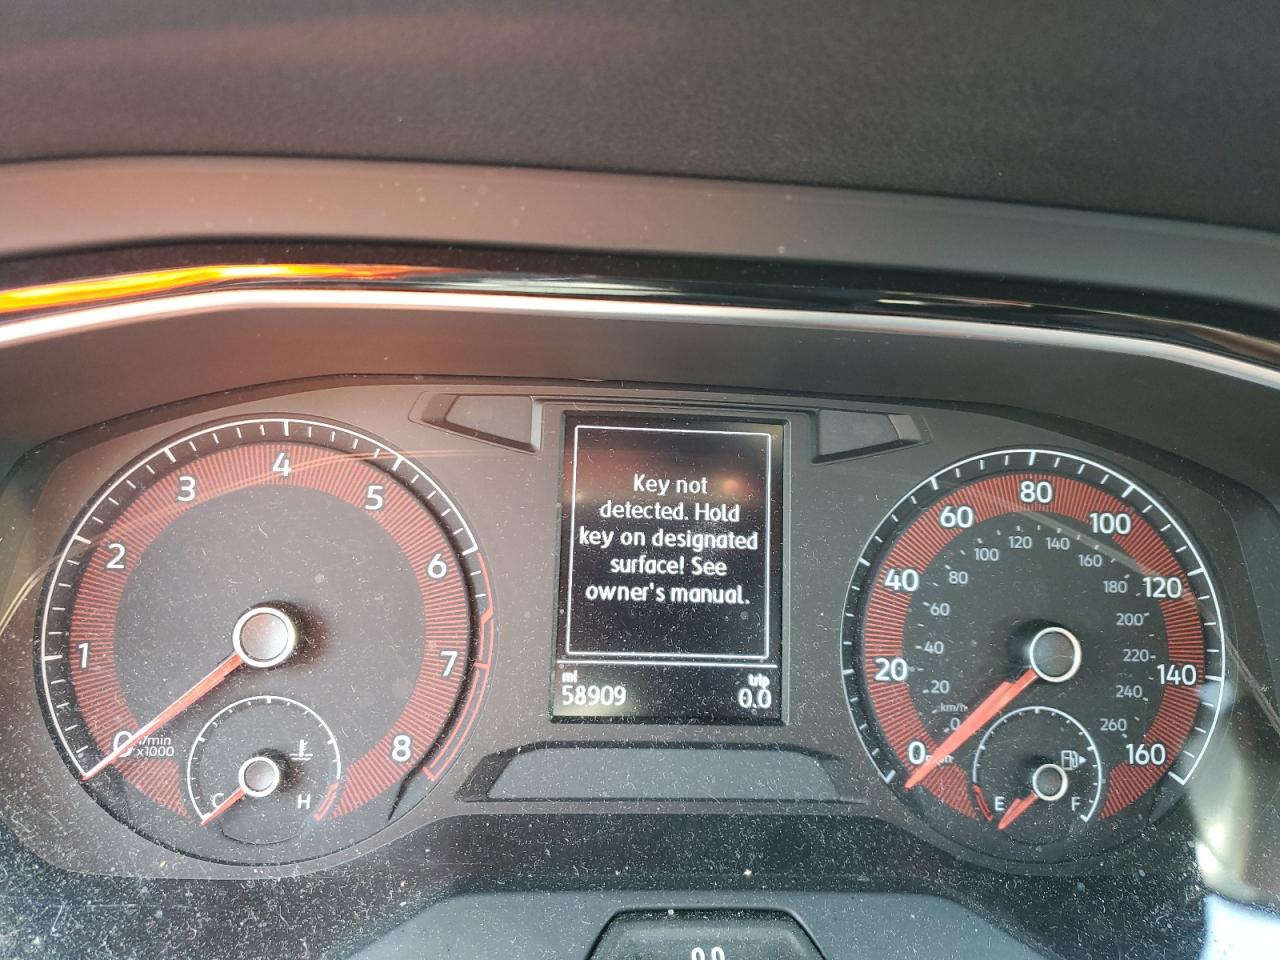 Key not
detected. Hold
key on designated
surface! See
owner's manual.
mi
trip
58909
0.0
0
1
2
3
4
5
6
7
8
1/min
x1000
C
H
0
20
40
60
80
100
120
140
160
km/h
0
20
40
60
80
100
120
140
160
180
200
220
240
260
E
F